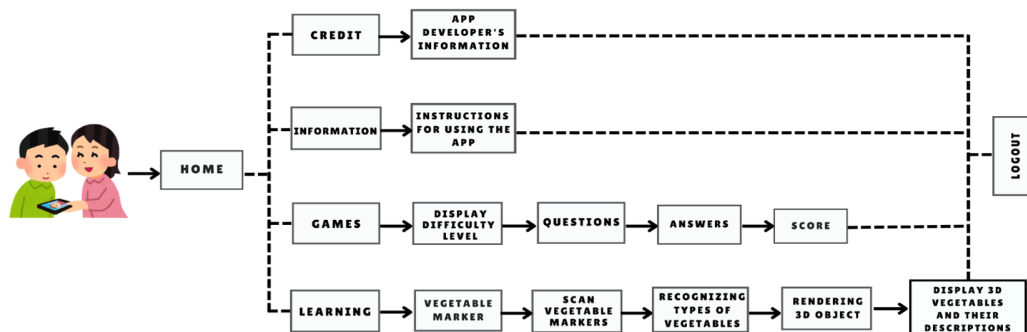 HOME
CREDIT
APP
DEVELOPER'S
INFORMATION
INFORMATION
INSTRUCTIONS
FOR USING THE
APP
GAMES
DISPLAY
DIFFICULTY
LEVEL
QUESTIONS
ANSWERS
SCORE
LEARNING
VEGETABLE
MARKER
SCAN
VEGETABLE
MARKERS
RECOGNIZING
TYPES OF
VEGETABLES
RENDERING
3D OBJECT
DISPLAY 3D
VEGETABLES
AND THEIR
DESCRIPTIONS
LOGOUT